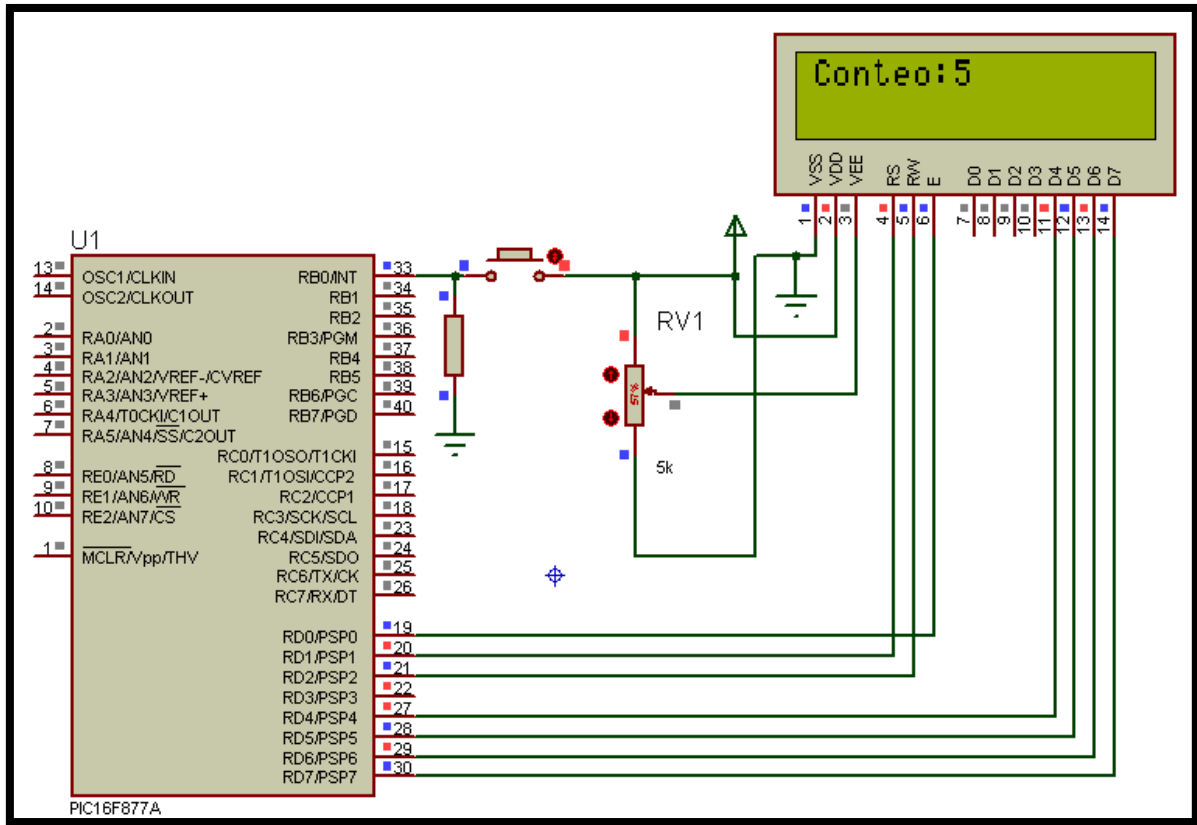 Conteo:5
VSS
VDD
VEE
RS
RW
E
D0
D1
D2
D3
D4
D5
D6
D7
1
2
3
4
5
6
7
8
9
10
11
12
13
14
U1
13 OSC1/CLKIN
14 OSC2/CLKOUT
2 RA0/AN0
3 RA1/AN1
4 RA2/AN2/VREF-/CVREF
5 RA3/AN3/VREF+
6 RA4/T0CKI/C1OUT
7 RA5/AN4/SS/C2OUT
8 RE0/AN5/RD
9 RE1/AN6/WR
10 RE2/AN7/CS
1 MCLR/Vpp/THV
RB0/INT 33
RB1 34
RB2 35
RB3/PGM 36
RB4 37
RB5 38
RB6/PGC 39
RB7/PGD 40
RC0/T1OSO/T1CKI 15
RC1/T1OSI/CCP2 16
RC2/CCP1 17
RC3/SCK/SCL 18
RC4/SDI/SDA 23
RC5/SDO 24
RC6/TX/CK 25
RC7/RX/DT 26
RD0/PSP0 19
RD1/PSP1 20
RD2/PSP2 21
RD3/PSP3 22
RD4/PSP4 27
RD5/PSP5 28
RD6/PSP6 29
RD7/PSP7 30
PIC16F877A
RV1
57%
5k